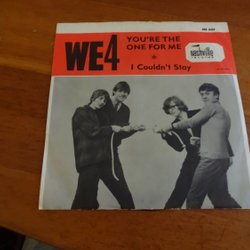 WE4
YOU'RE THE
ONE FOR ME
I Couldn't Stay
nashville